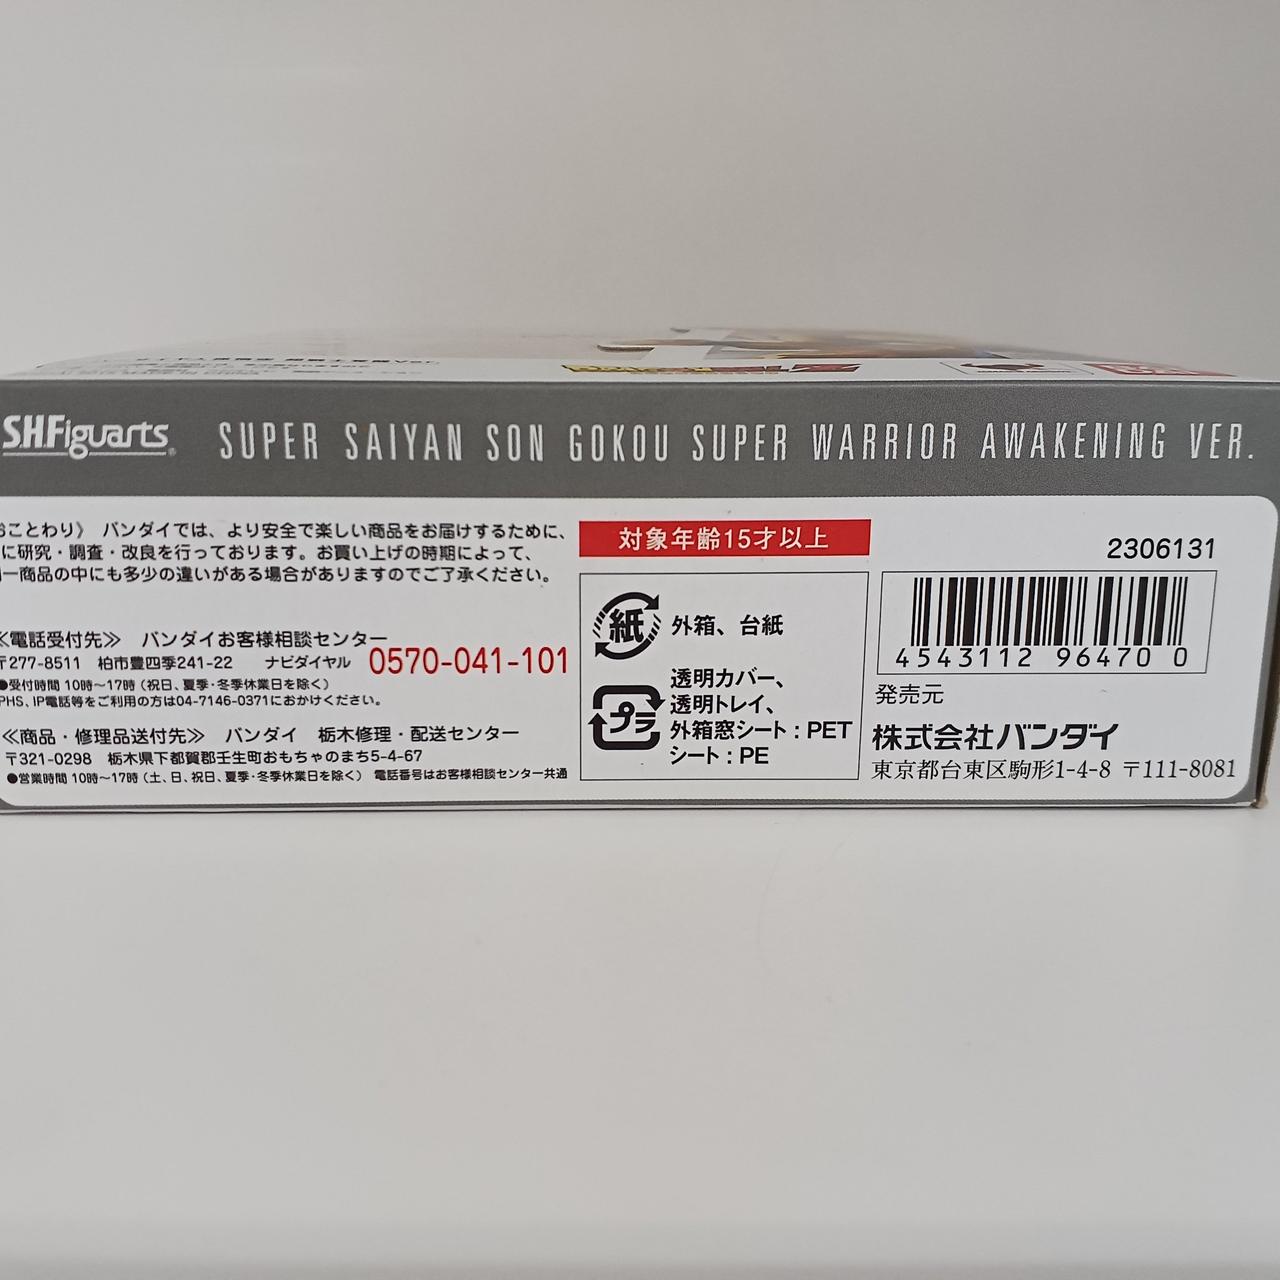 S.H.Figuarts SUPER SAIYAN SON GOKOU SUPER WARRIOR AWAKENING VER.
おことわり》 バンダイでは、より安全で楽しい商品をお届けするために、
に研究・調査・改良を行っております。お買い上げの時期によって、
一商品の中にも多少の違いがある場合がありますのでご了承ください。
≪電話受付先≫ バンダイお客様相談センター
〒277-8511 柏市豊四季241-22 ナビダイヤル 0570-041-101
●受付時間 10時〜17時 (祝日、夏季・冬季休業日を除く)
PHS、IP電話等をご利用の方は04-7146-0371におかけください。
≪商品・修理品送付先≫ バンダイ 栃木修理・配送センター
〒321-0298 栃木県下都賀郡壬生町おもちゃのまち5-4-67
●営業時間 10時〜17時 (土、日、祝日、夏季・冬季休業日を除く) 電話番号はお客様相談センター共通
対象年齢15才以上
紙 外箱、台紙
プラ
透明カバー、
透明トレイ、
外箱窓シート : PET
シート : PE
2306131
4543112 964700
発売元
株式会社バンダイ
東京都台東区駒形1-4-8 〒111-8081